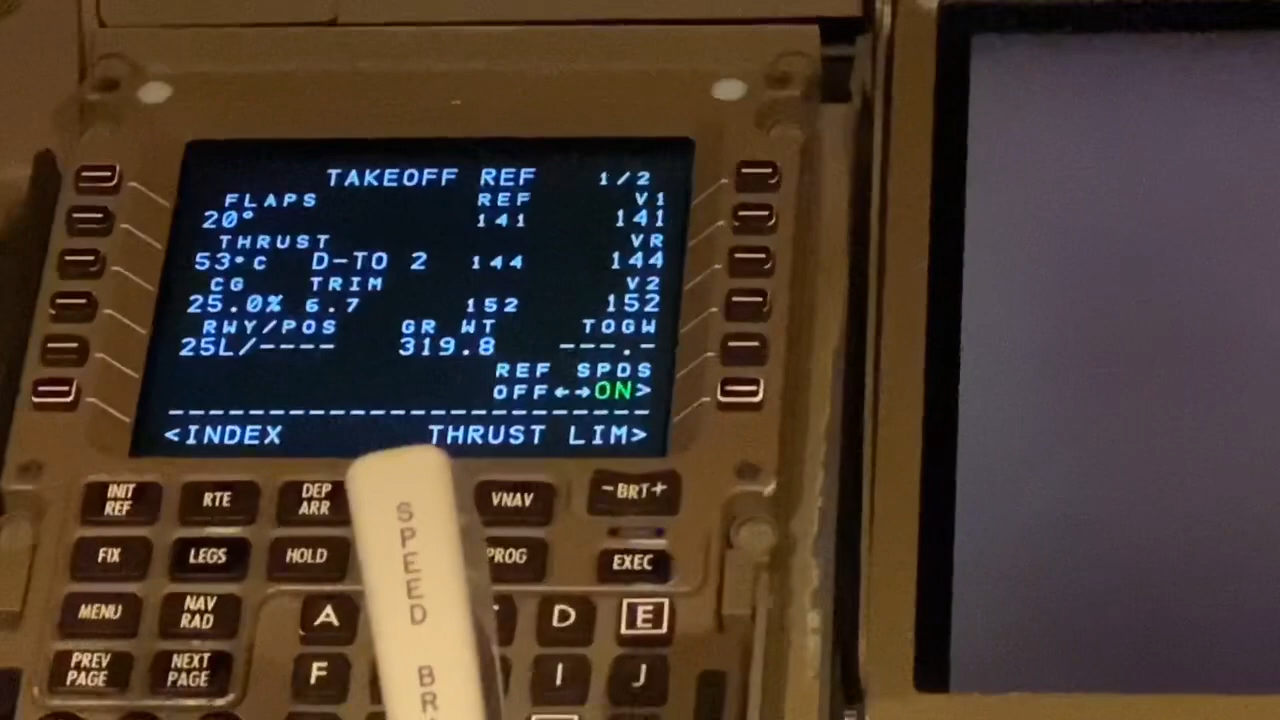 TAKEOFF REF 1/2
FLAPS REF V1
20° 141 141
THRUST VR
53°C D-TO 2 144 144
CG TRIM V2
25.0% 6.7 152 152
RWY/POS GR WT TOGW
25L/---- 319.8 ---.-
REF SPDS
OFF←→ON>
--------------------------------
<INDEX THRUST LIM>
INIT REF
RTE
DEP ARR
VNAV
-BRT+
FIX
LEGS
HOLD
PROG
EXEC
MENU
NAV RAD
A
D
E
PREV PAGE
NEXT PAGE
F
I
J
SPEED